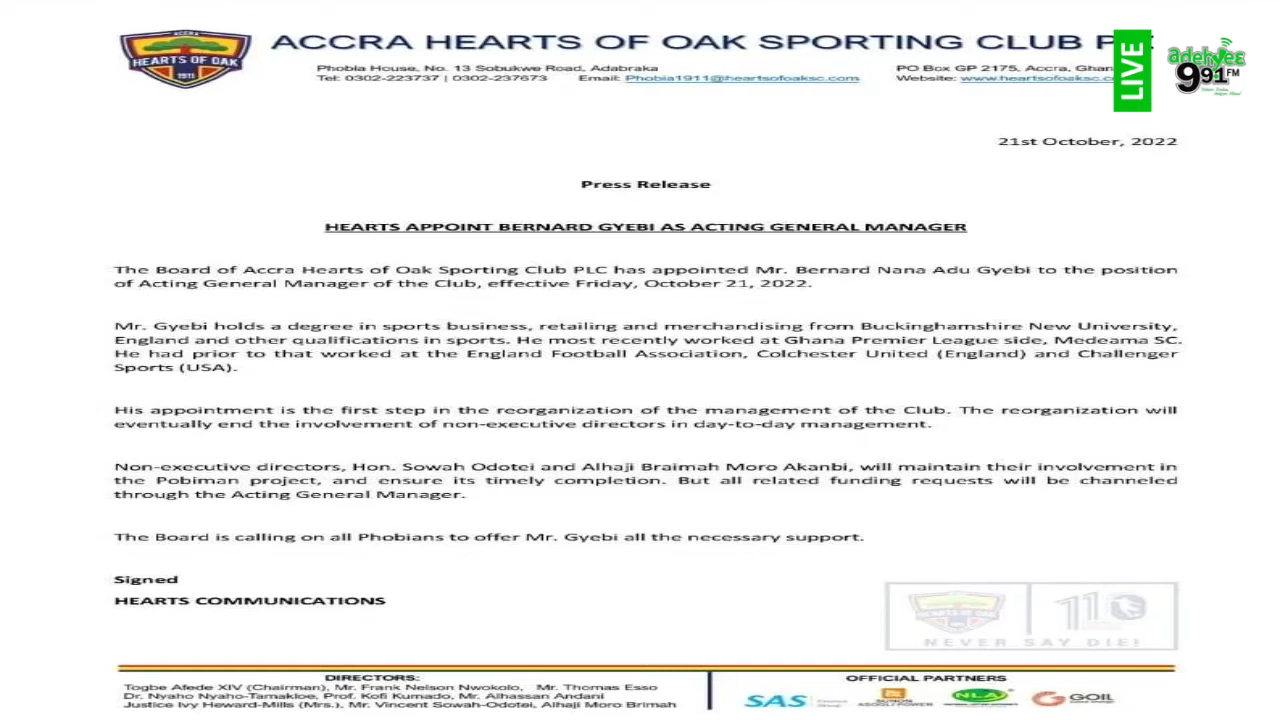 ACCRA
HEARTS OF OAK
1911
ACCRA HEARTS OF OAK SPORTING CLUB
Phobia House, No. 13 Sobukwe Road, Adabraka
Tel: 0302-223737 | 0302-237673 Email: Phobia1911@heartsofoaksc.com
PO Box GP 2175, Accra, Ghan
Website: www.heartsofoaksc.co
LIVE
adehyeɛ
991 FM
21st October, 2022
Press Release
HEARTS APPOINT BERNARD GYEBI AS ACTING GENERAL MANAGER
The Board of Accra Hearts of Oak Sporting Club PLC has appointed Mr. Bernard Nana Adu Gyebi to the position
of Acting General Manager of the Club, effective Friday, October 21, 2022.
Mr. Gyebi holds a degree in sports business, retailing and merchandising from Buckinghamshire New University,
England and other qualifications in sports. He most recently worked at Ghana Premier League side, Medeama SC.
He had prior to that worked at the England Football Association, Colchester United (England) and Challenger
Sports (USA).
His appointment is the first step in the reorganization of the management of the Club. The reorganization will
eventually end the involvement of non-executive directors in day-to-day management.
Non-executive directors, Hon. Sowah Odotei and Alhaji Braimah Moro Akanbi, will maintain their involvement in
the Pobiman project, and ensure its timely completion. But all related funding requests will be channeled
through the Acting General Manager.
The Board is calling on all Phobians to offer Mr. Gyebi all the necessary support.
Signed
HEARTS COMMUNICATIONS
HEARTS OF OAK
110
NEVER SAY DIE!
DIRECTORS:
Togbe Afede XIV (Chairman), Mr. Frank Nelson Nwokolo, Mr. Thomas Esso
Dr. Nyaho Nyaho-Tamakloe, Prof. Kofi Kumado, Mr. Alhassan Andani
Justice Ivy Heward-Mills (Mrs.), Mr. Vincent Sowah-Odotei, Alhaji Moro Brimah
OFFICIAL PARTNERS
SAS
ASOGLI POWER
NLA
GOIL